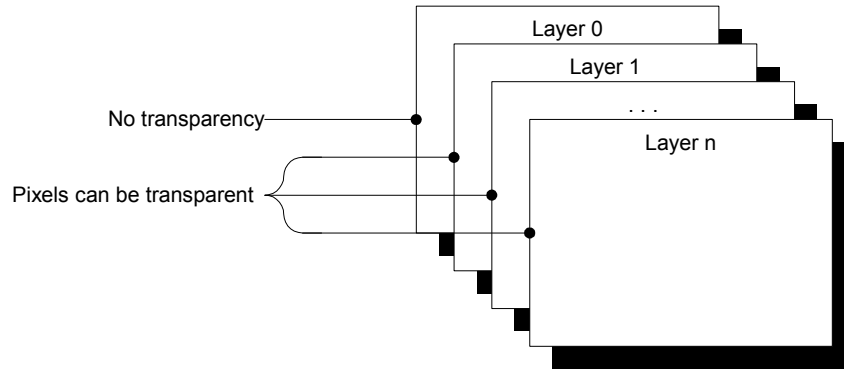 Layer 0
Layer 1
. . .
No transparency
Layer n
Pixels can be transparent